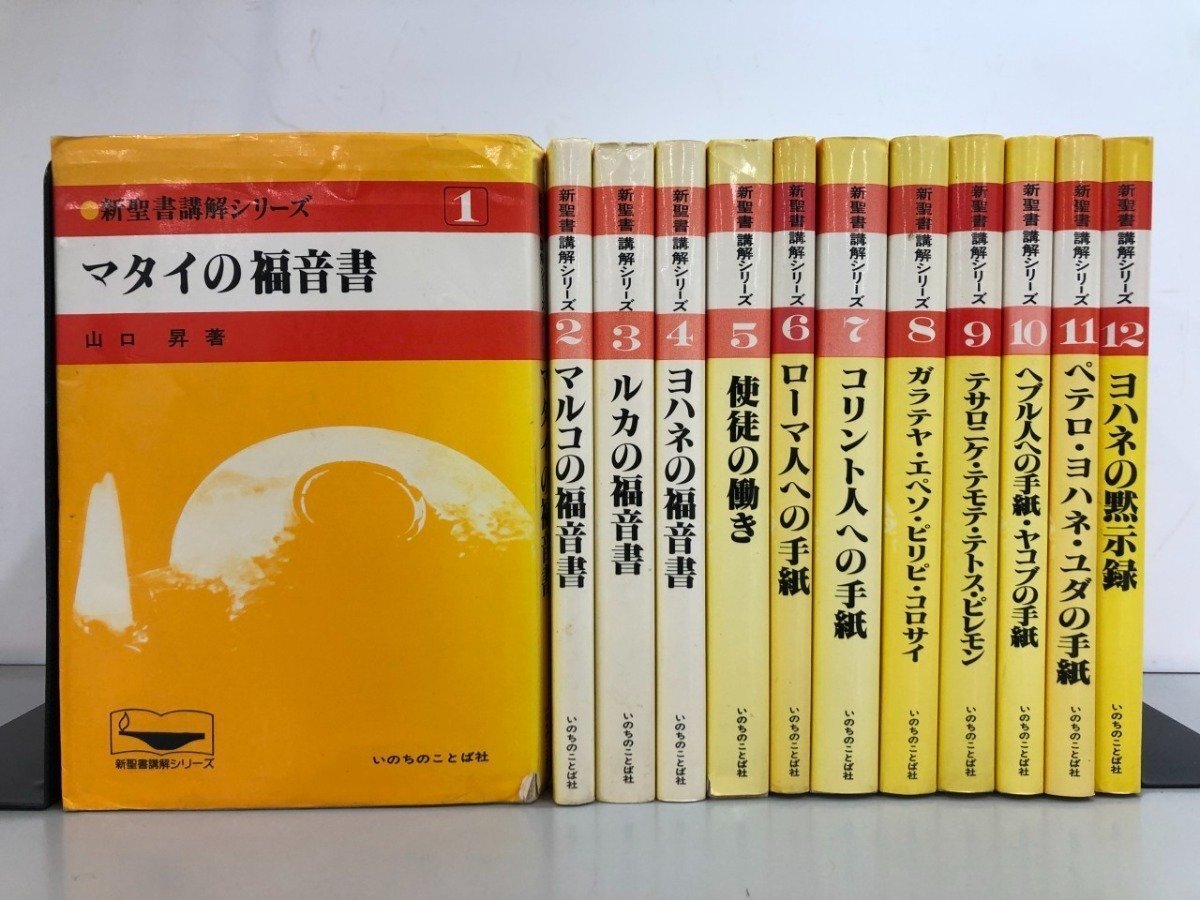 新聖書講解シリーズ
1
マタイの福音書
山口 昇 著
新聖書講解シリーズ
いのちのことば社
新聖書講解シリーズ
2
マルコの福音書
いのちのことば社
新聖書講解シリーズ
3
ルカの福音書
いのちのことば社
新聖書講解シリーズ
4
ヨハネの福音書
いのちのことば社
新聖書講解シリーズ
5
使徒の働き
いのちのことば社
新聖書講解シリーズ
6
ローマ人への手紙
いのちのことば社
新聖書講解シリーズ
7
コリント人への手紙
いのちのことば社
新聖書講解シリーズ
8
ガラテヤ・エペソ・ピリピ・コロサイ
いのちのことば社
新聖書講解シリーズ
9
テサロニケ・テモテ・テトス・ピレモン
いのちのことば社
新聖書講解シリーズ
10
ヘブル人への手紙・ヤコブの手紙
いのちのことば社
新聖書講解シリーズ
11
ペテロ・ヨハネ・ユダの手紙
いのちのことば社
新聖書講解シリーズ
12
ヨハネの黙示録
いのちのことば社